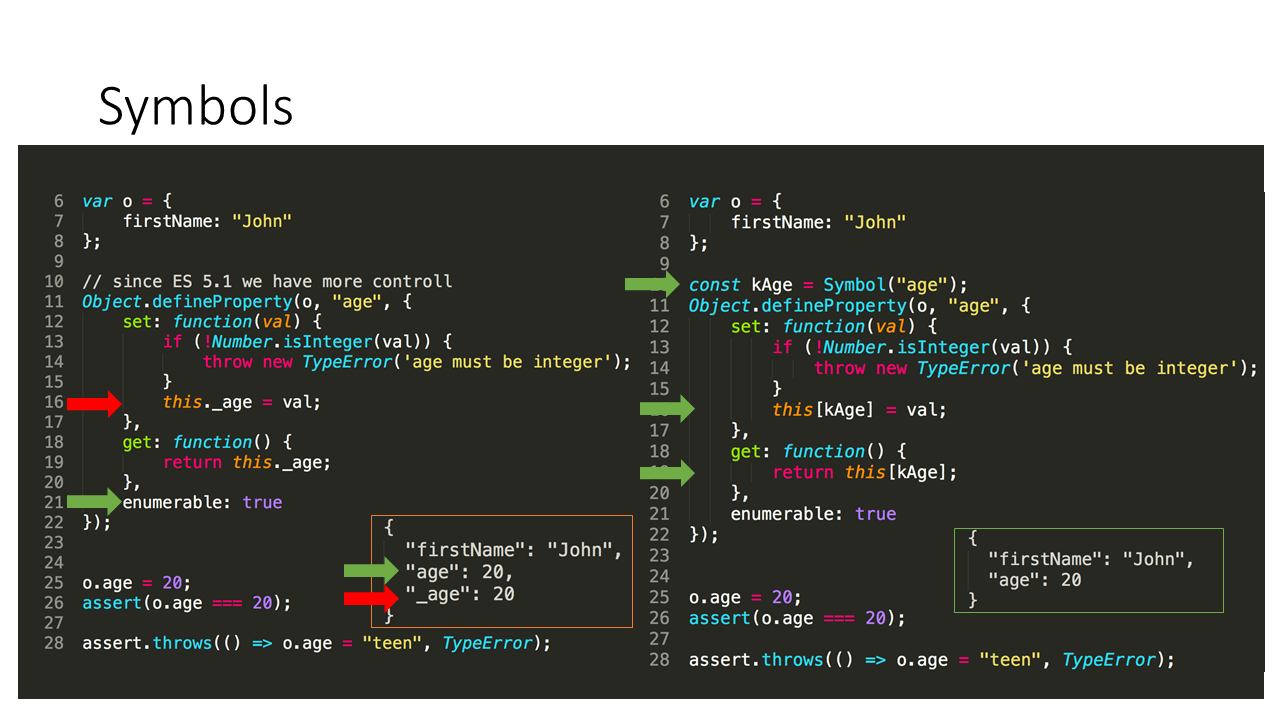 Symbols
6 var o = {
7 firstName: "John"
8 };
9
10 // since ES 5.1 we have more controll
11 Object.defineProperty(o, "age", {
12 set: function(val) {
13 if (!Number.isInteger(val)) {
14 throw new TypeError('age must be integer');
15 }
16 this._age = val;
17 },
18 get: function() {
19 return this._age;
20 },
21 enumerable: true
22 });
23
24
25 o.age = 20;
26 assert(o.age === 20);
27
28 assert.throws(() => o.age = "teen", TypeError);
{
"firstName": "John",
"age": 20,
"_age": 20
}
6 var o = {
7 firstName: "John"
8 };
9
const kAge = Symbol("age");
11 Object.defineProperty(o, "age", {
12 set: function(val) {
13 if (!Number.isInteger(val)) {
14 throw new TypeError('age must be integer');
15 }
this[kAge] = val;
17 },
18 get: function() {
return this[kAge];
20 },
21 enumerable: true
22 });
23
24
25 o.age = 20;
26 assert(o.age === 20);
27
28 assert.throws(() => o.age = "teen", TypeError);
{
"firstName": "John",
"age": 20
}